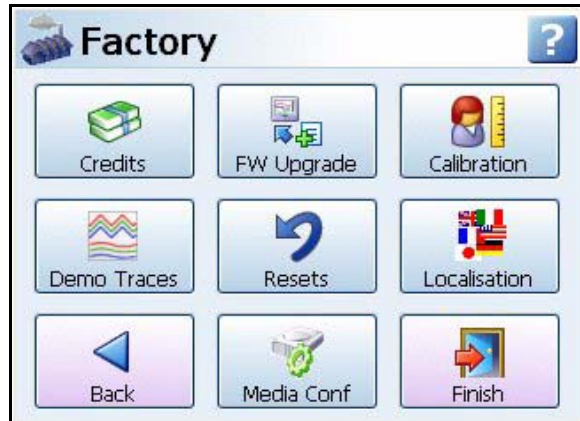 Factory
?
Credits
FW Upgrade
Calibration
Demo Traces
Resets
Localisation
Back
Media Conf
Finish